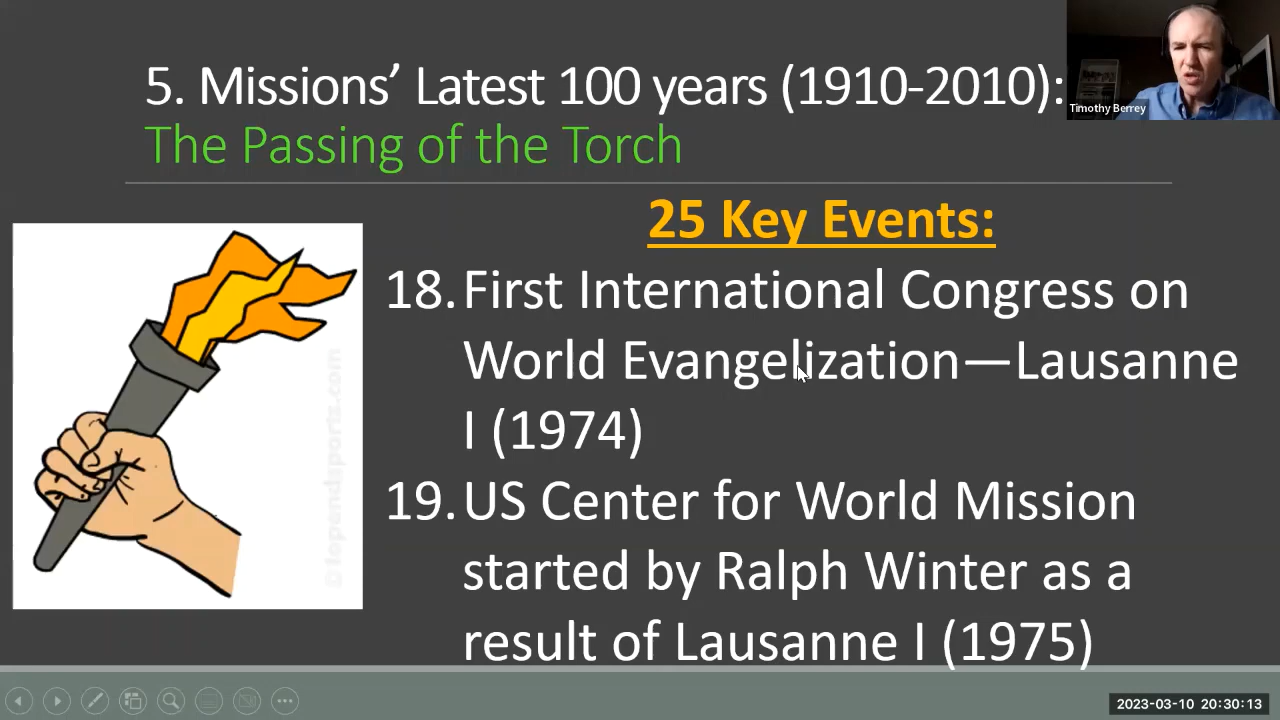 5. Missions’ Latest 100 years (1910-2010):
The Passing of the Torch
Timothy Berrey
25 Key Events:
18. First International Congress on
World Evangelization—Lausanne
I (1974)
19. US Center for World Mission
started by Ralph Winter as a
result of Lausanne I (1975)
2023-03-10 20:30:13